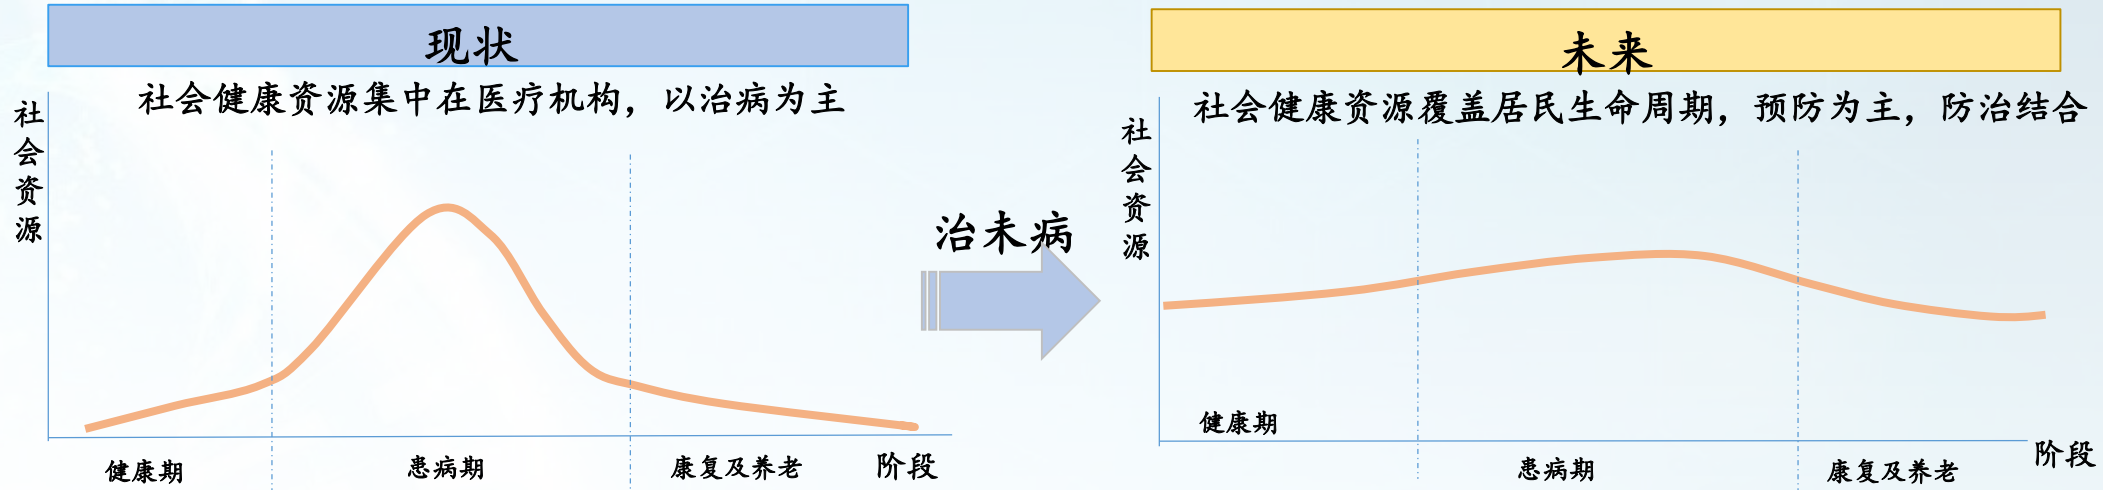 现状
社会健康资源集中在医疗机构，以治病为主
社会资源
健康期
患病期
康复及养老
阶段
治未病
未来
社会健康资源覆盖居民生命周期，预防为主，防治结合
社会资源
健康期
患病期
康复及养老
阶段